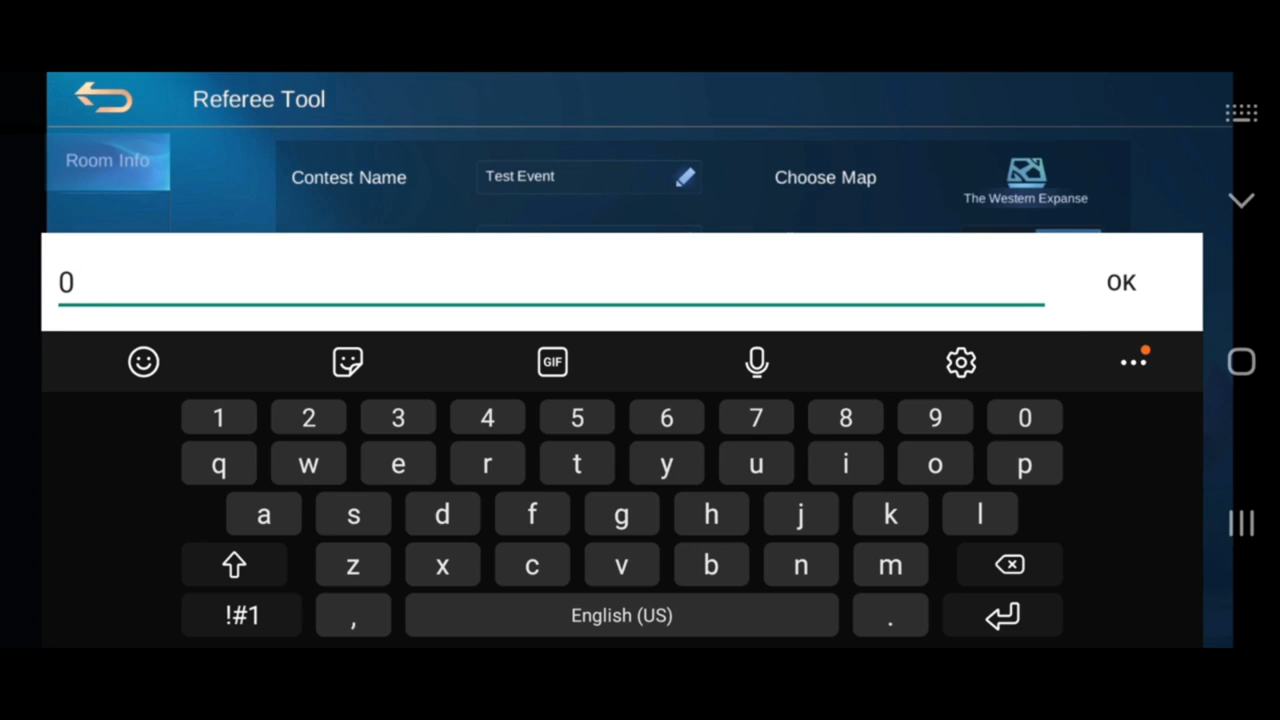 Referee Tool
Room Info
Contest Name
Test Event
Choose Map
The Western Expanse
0
OK
GIF
1 2 3 4 5 6 7 8 9 0
q w e r t y u i o p
a s d f g h j k l
z x c v b n m
!#1 , English (US) .